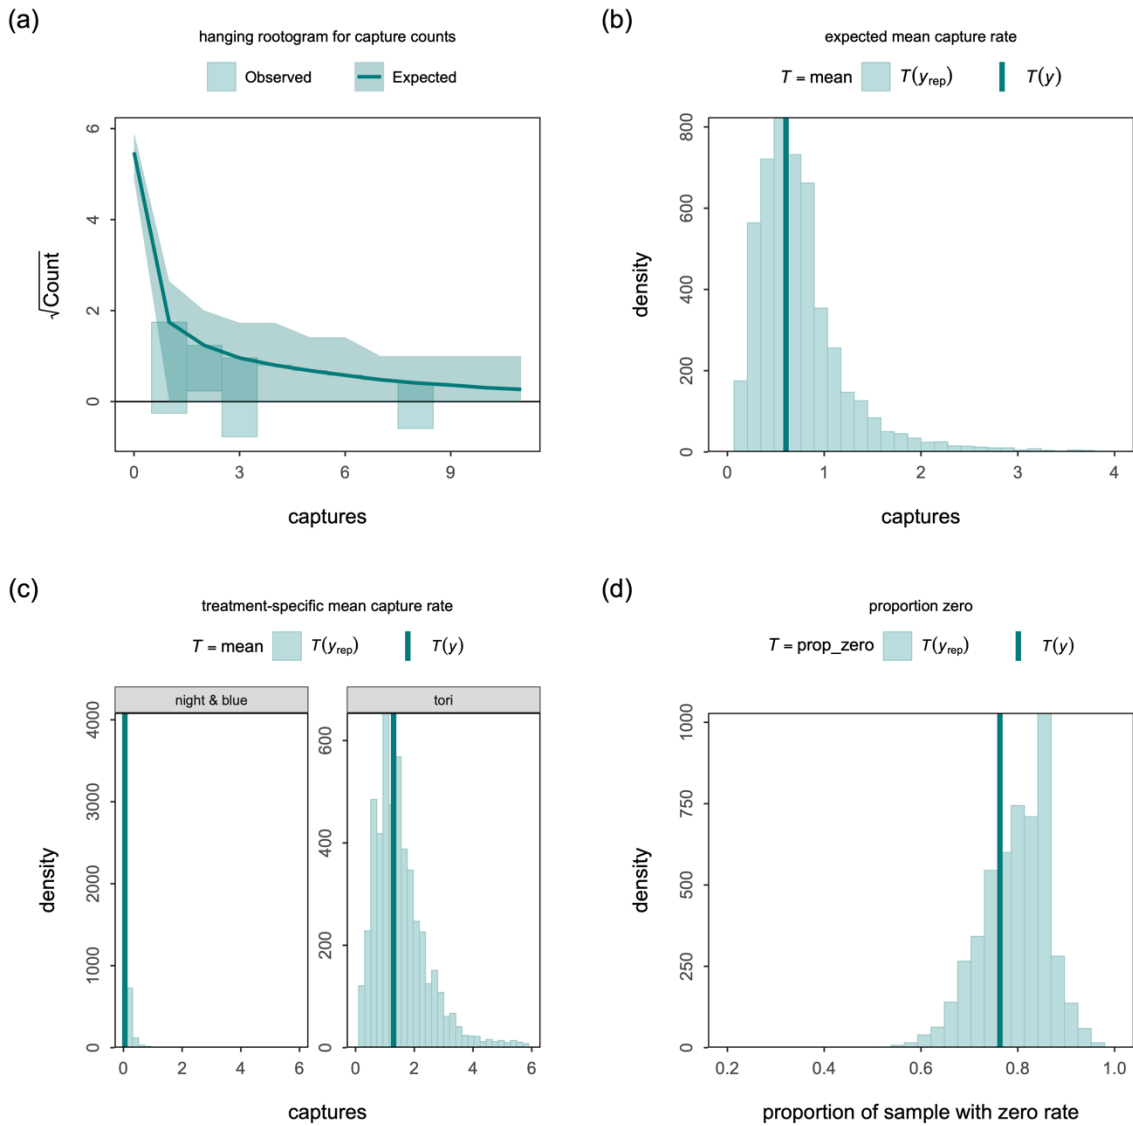 (a)
hanging rootogram for capture counts
Observed
Expected
6
4
2
0
√Count
0
3
6
9
captures
(b)
expected mean capture rate
T = mean T(yrep) T(y)
800
600
400
200
0
density
0
1
2
3
4
captures
(c)
treatment-specific mean capture rate
T = mean T(yrep) T(y)
night & blue
4000
3000
2000
1000
0
density
0
2
4
6
tori
600
400
200
0
0
2
4
6
captures
(d)
proportion zero
T = prop_zero T(yrep) T(y)
1000
750
500
250
0
density
0.2
0.4
0.6
0.8
1.0
proportion of sample with zero rate